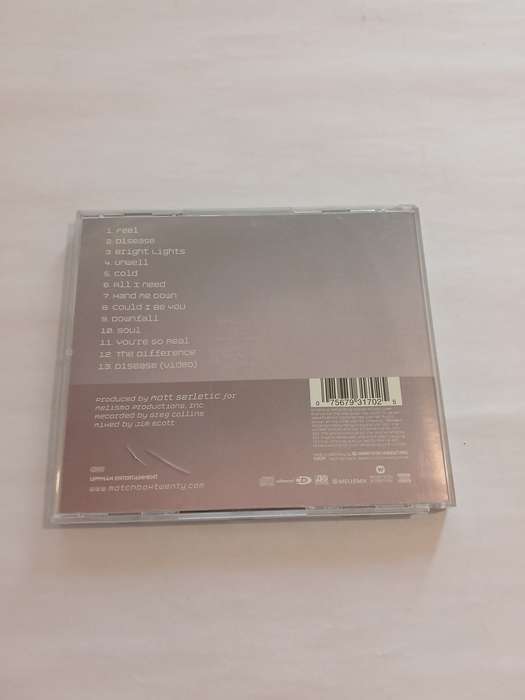 1. Feel
2. Disease
3. Bright Lights
4. Unwell
5. Cold
6. All I Need
7. Hand Me Down
8. Could I Be You
9. Downfall
10. Soul
11. You're So Real
12. The Difference
13. Disease (Video)
Produced by Matt Serletic for
Melisma Productions, Inc.
Recorded by Greg Collins
Mixed by Jim Scott
0 75679 31702 5
UPPMAN ENTERTAINMENT
www.matchboxtwenty.com
MELISMA